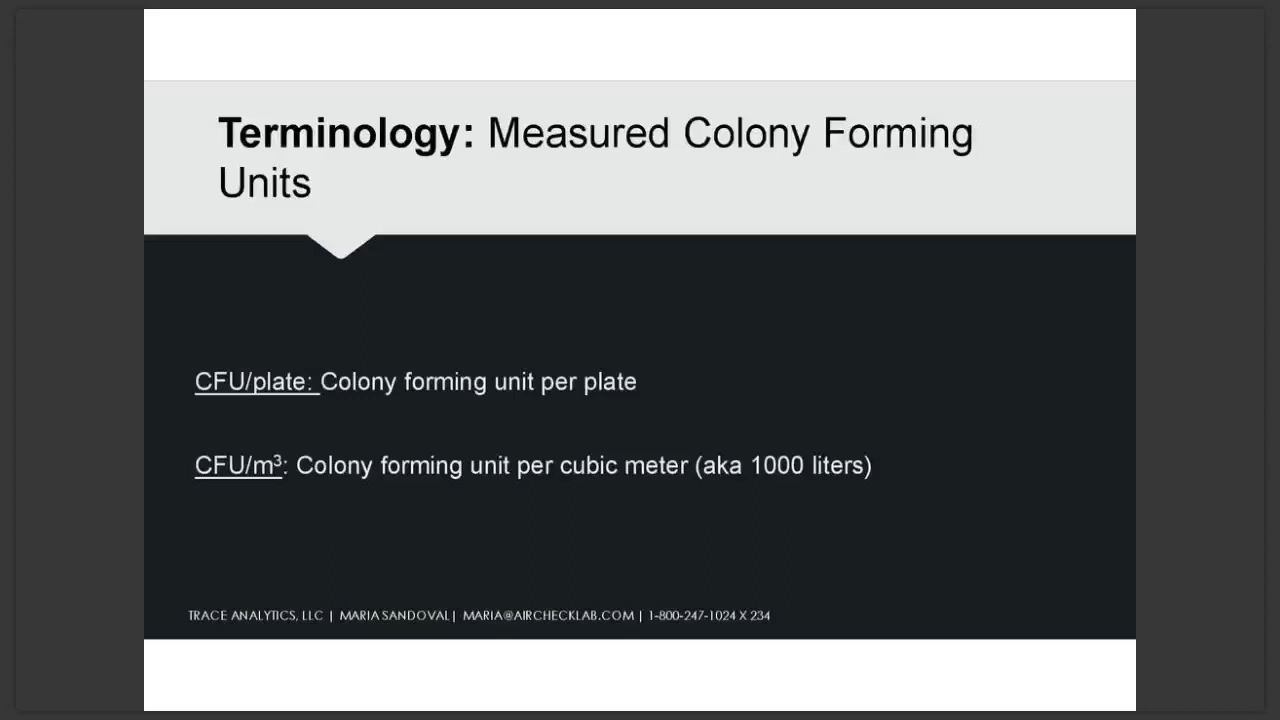 Terminology: Measured Colony Forming
Units
CFU/plate: Colony forming unit per plate
CFU/m³: Colony forming unit per cubic meter (aka 1000 liters)
TRACE ANALYTICS, LLC | MARIA SANDOVAL| MARIA@AIRCHECKLAB.COM | 1-800-247-1024 X 234